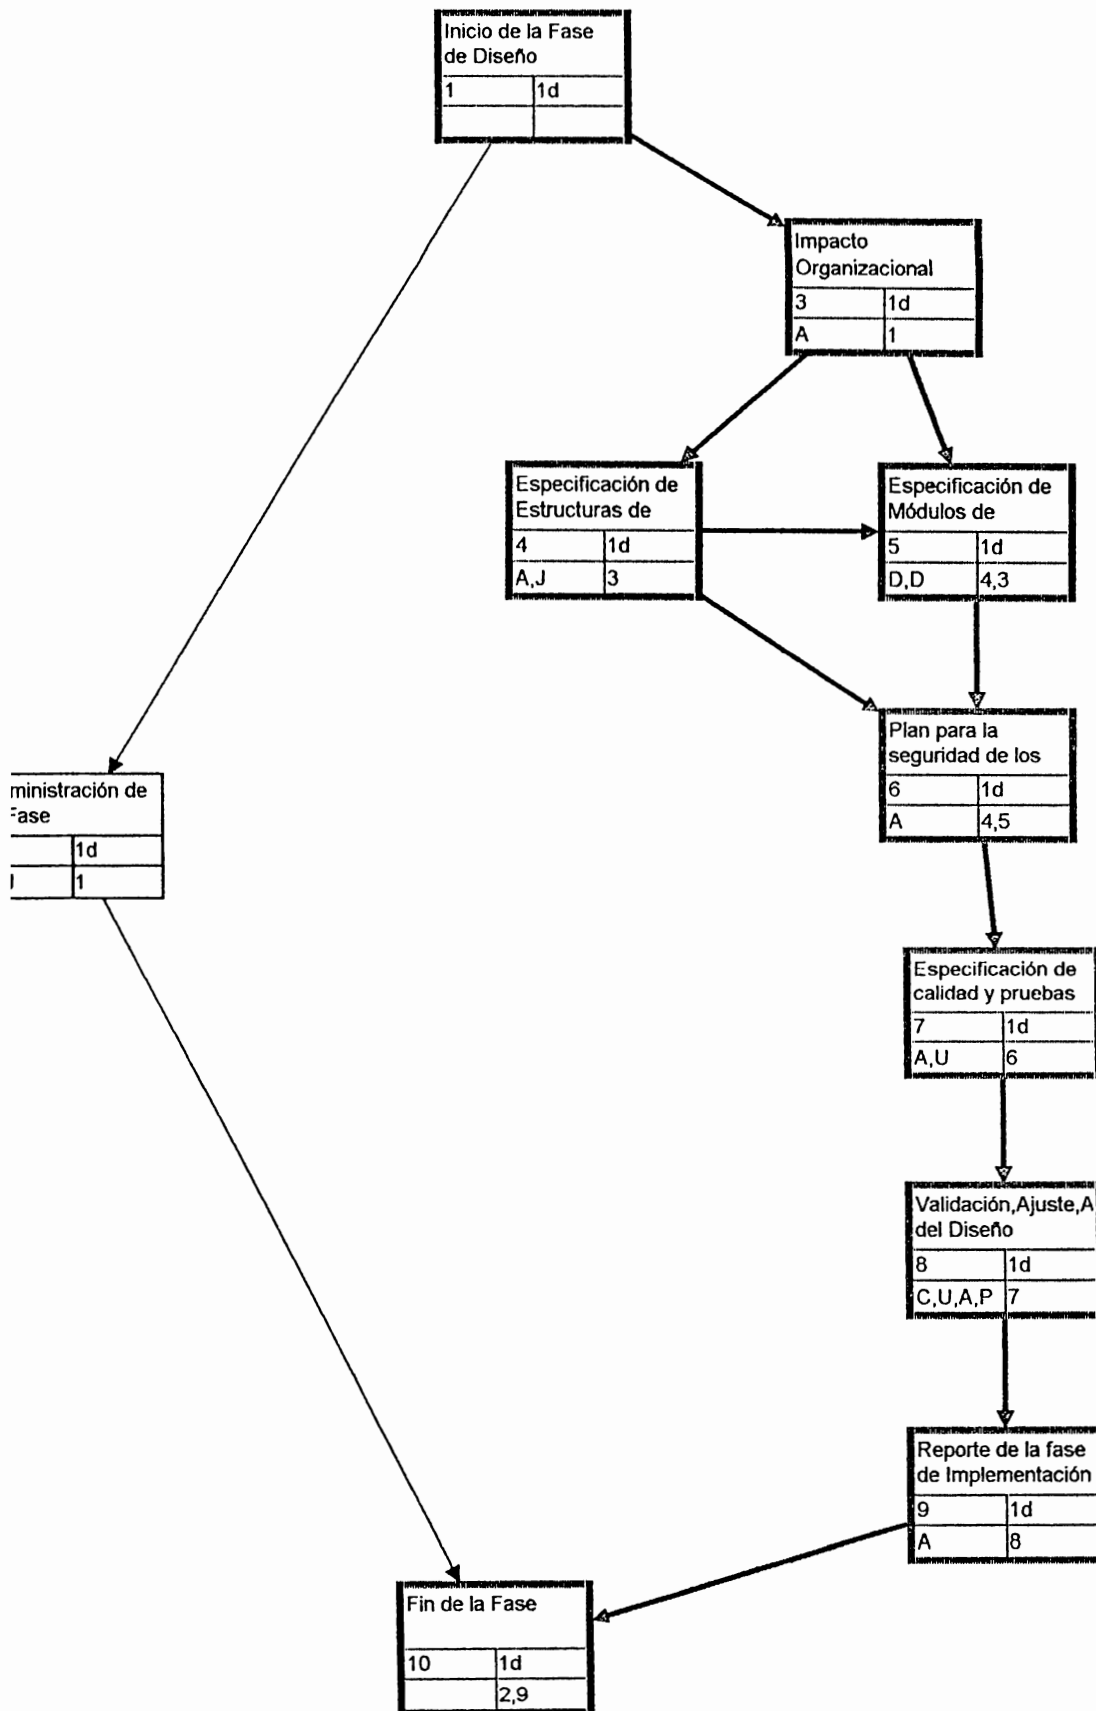 Inicio de la Fase
de Diseño
1 1d
Impacto
Organizacional
3 1d
A 1
Especificación de
Estructuras de
4 1d
A,J 3
Especificación de
Módulos de
5 1d
D,D 4,3
Plan para la
seguridad de los
6 1d
A 4,5
ministración de
Fase
1d
1
Especificación de
calidad y pruebas
7 1d
A,U 6
Validación,Ajuste,A
del Diseño
8 1d
C,U,A,P 7
Reporte de la fase
de Implementación
9 1d
A 8
Fin de la Fase
10 1d
2,9